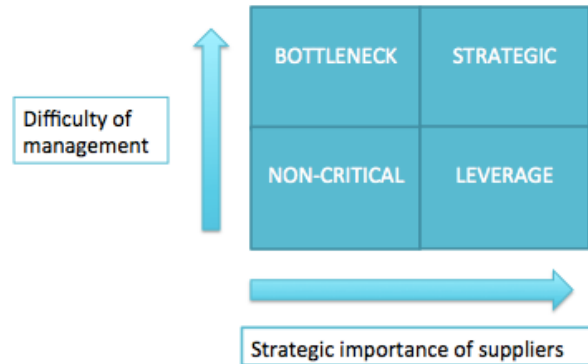 BOTTLENECK
STRATEGIC
Difficulty of
management
NON-CRITICAL
LEVERAGE
Strategic importance of suppliers